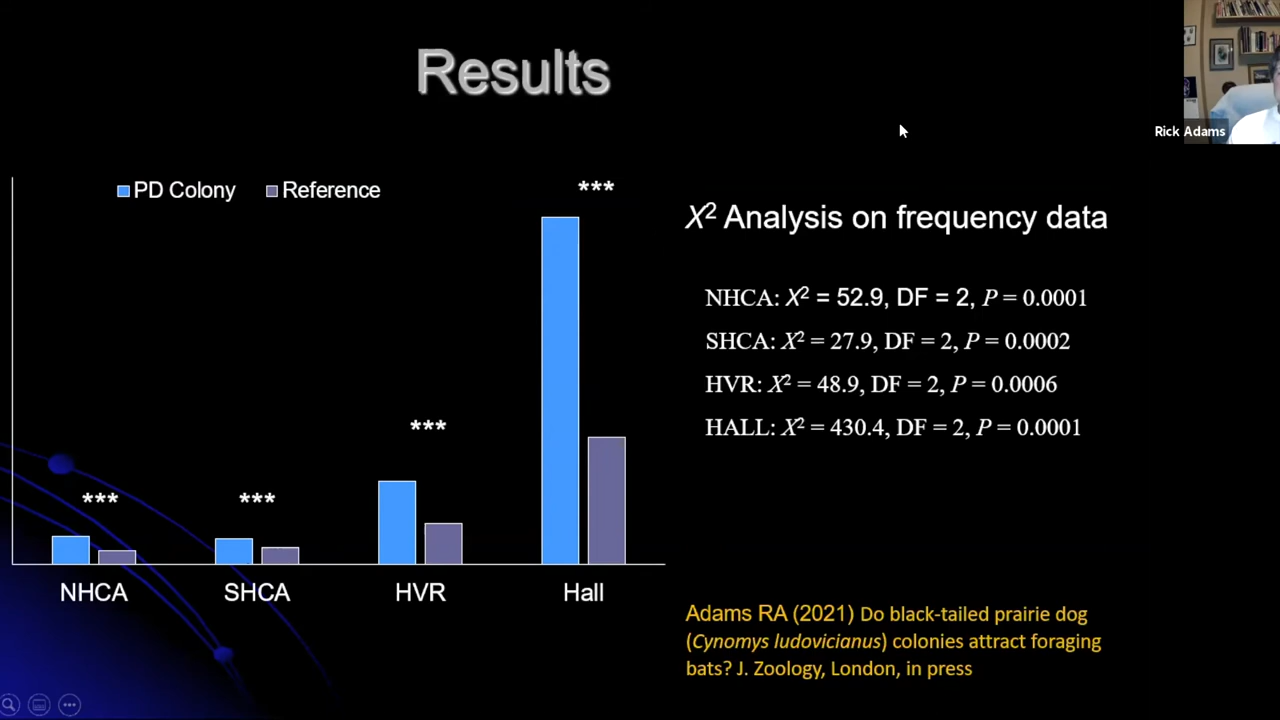 Results
Rick Adams
PD Colony
Reference
***
***
***
***
NHCA
SHCA
HVR
Hall
X² Analysis on frequency data
NHCA: X² = 52.9, DF = 2, P = 0.0001
SHCA: X² = 27.9, DF = 2, P = 0.0002
HVR: X² = 48.9, DF = 2, P = 0.0006
HALL: X² = 430.4, DF = 2, P = 0.0001
Adams RA (2021) Do black-tailed prairie dog
(Cynomys ludovicianus) colonies attract foraging
bats? J. Zoology, London, in press